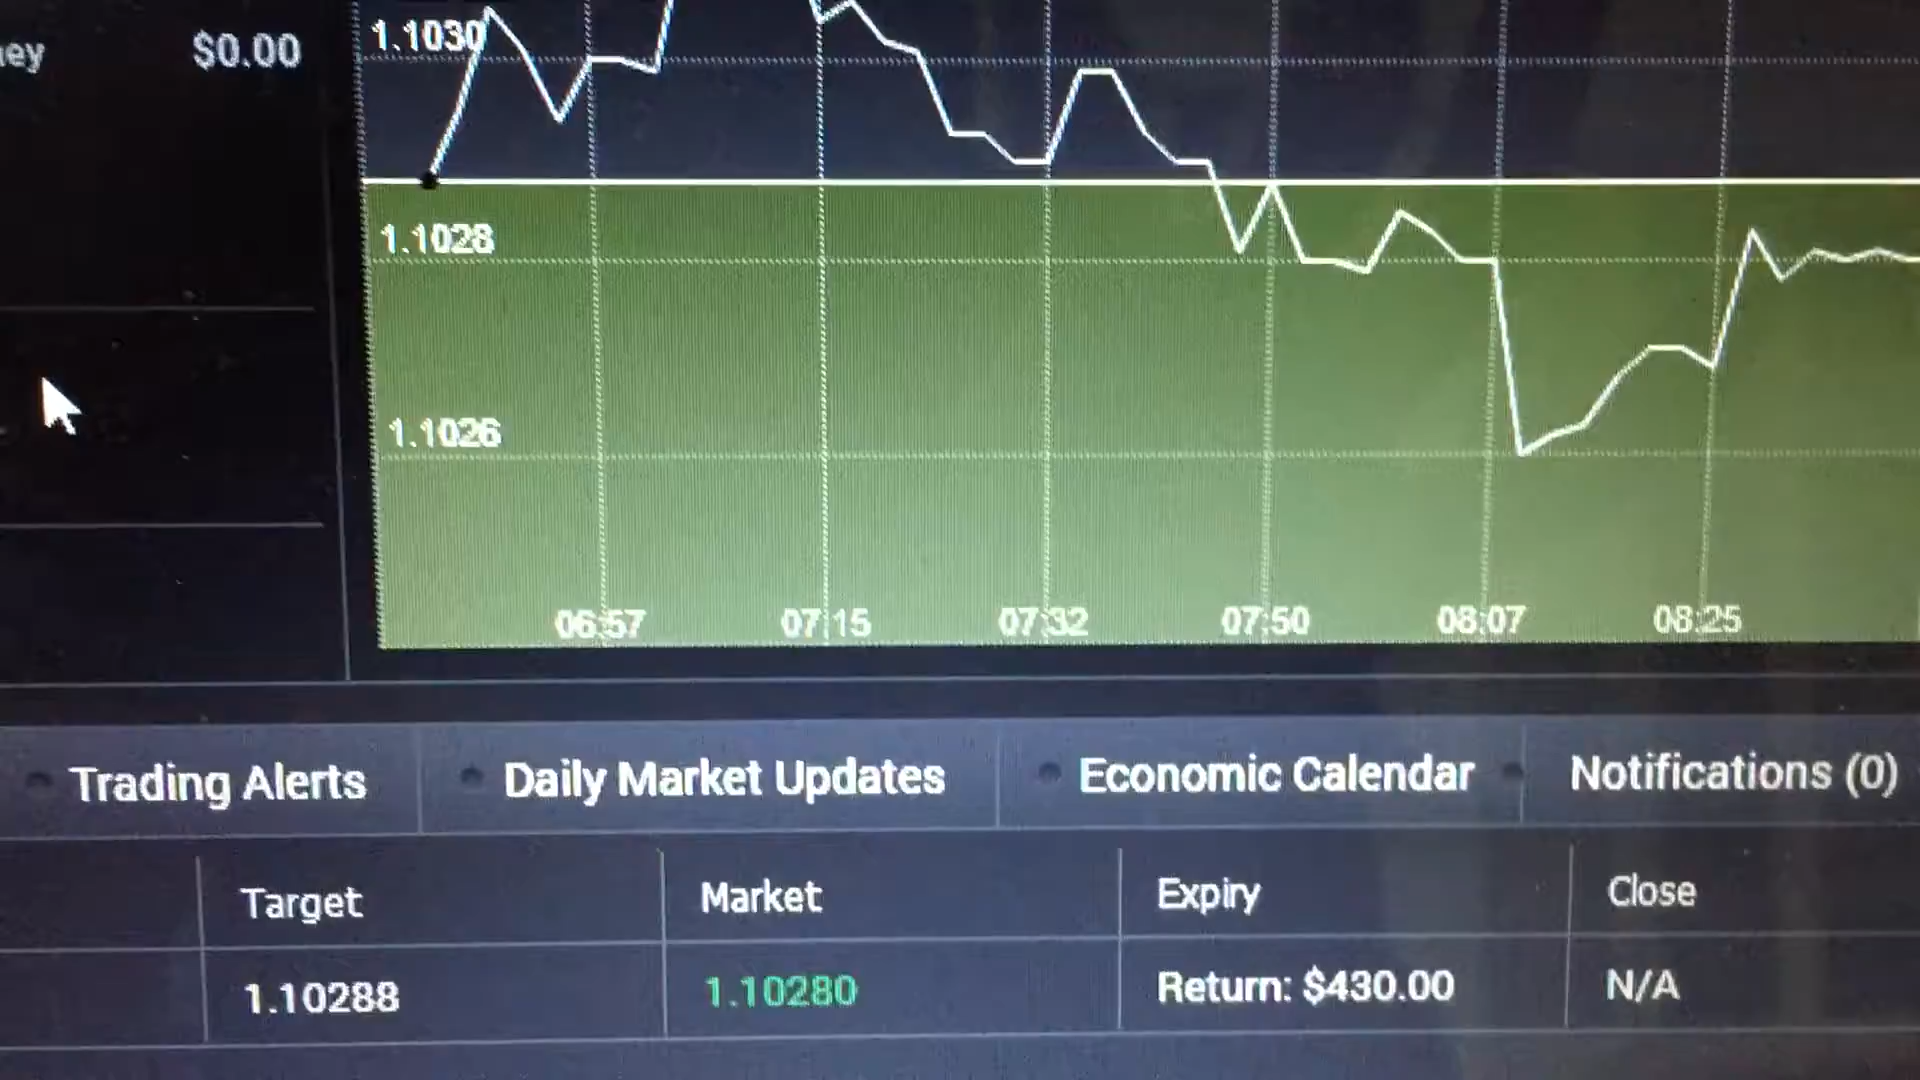 $0.00
1.1030
1.1028
1.1026
06:57 07:15 07:32 07:50 08:07 08:25
Trading Alerts Daily Market Updates Economic Calendar Notifications (0)
Target Market Expiry Close
1.10288 1.10280 Return: $430.00 N/A